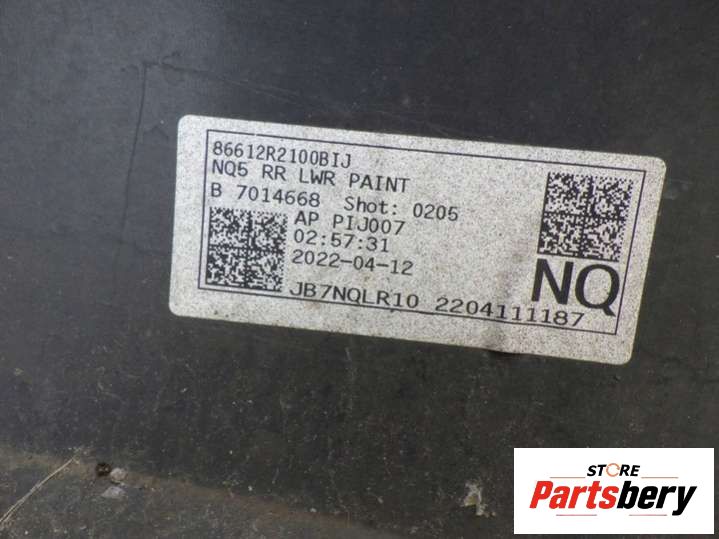 86612R2100BIJ
NQ5 RR LWR PAINT
B 7014668 Shot: 0205
AP PIJ007
02:57:31
2022-04-12
NQ
JB7NQLR10 2204111187
STORE
Partsbery